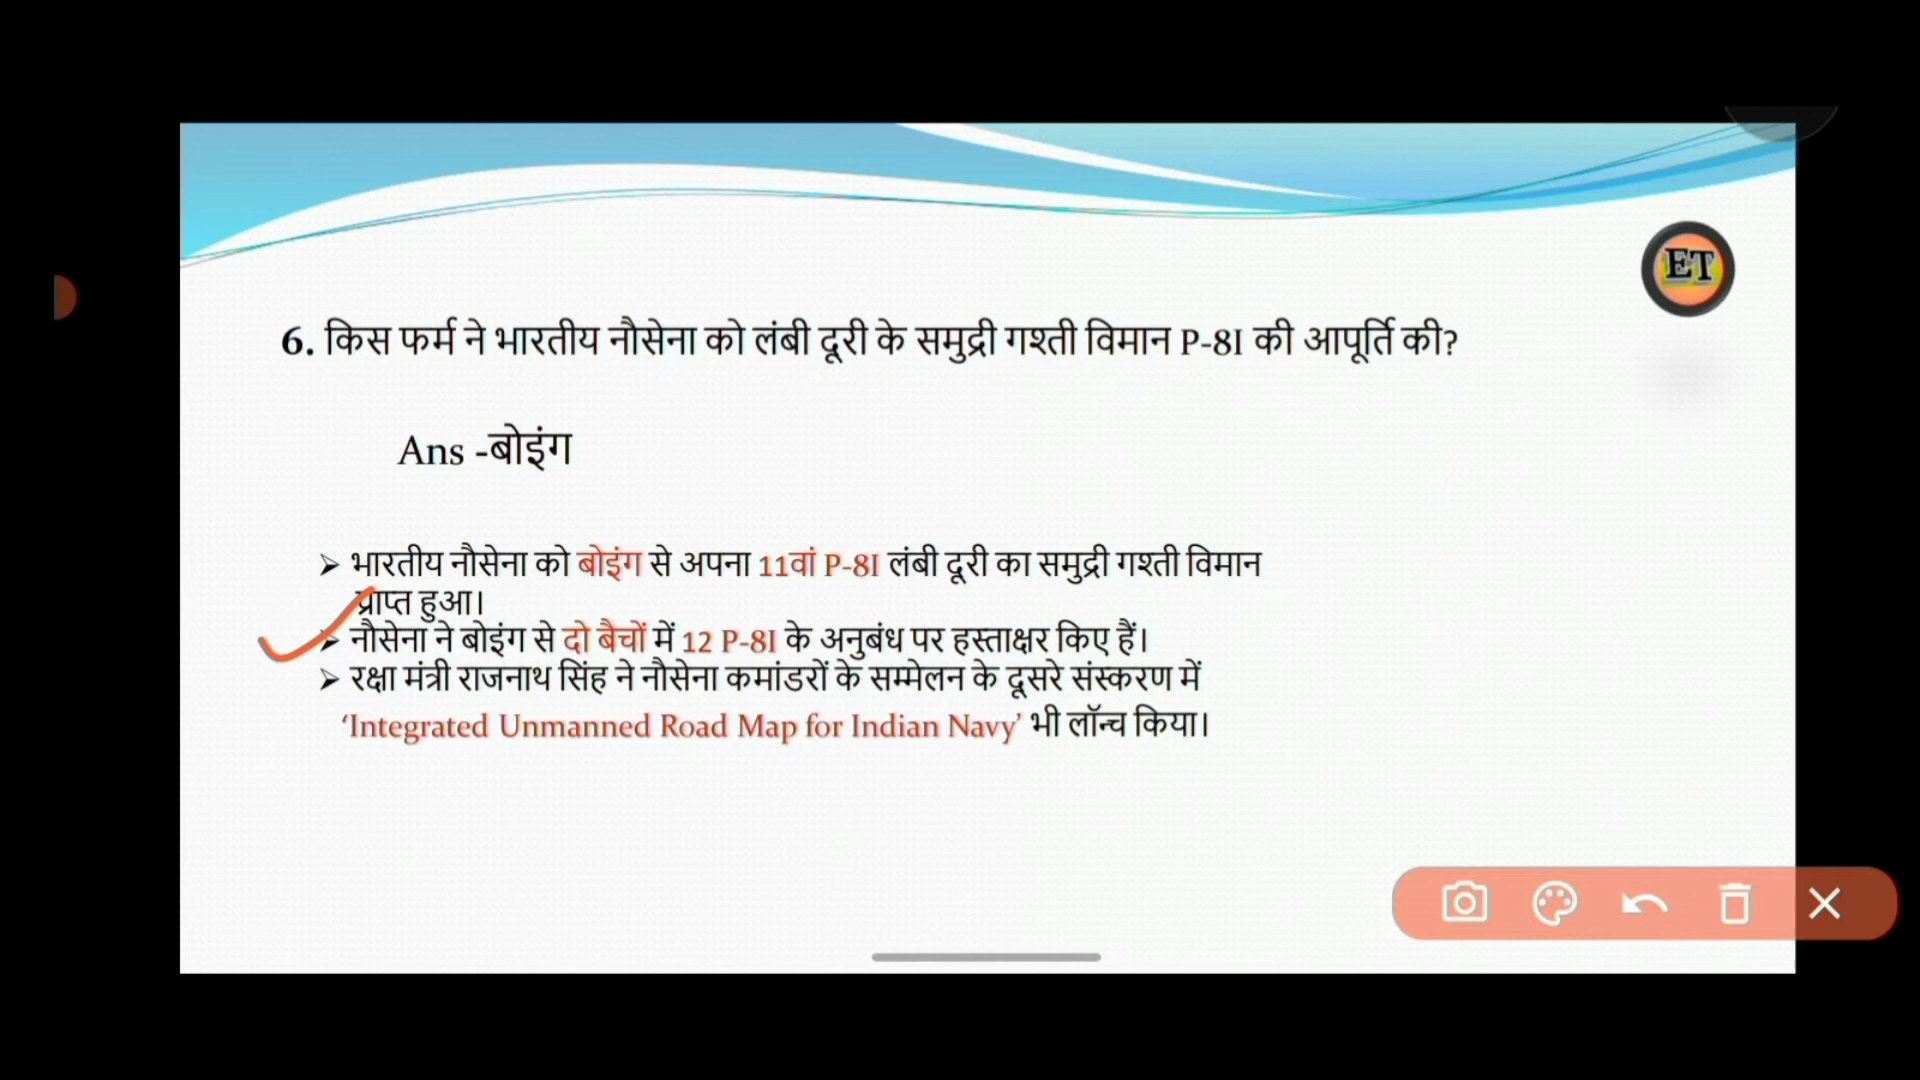 ET
6. किस फर्म ने भारतीय नौसेना को लंबी दूरी के समुद्री गश्ती विमान P-8I की आपूर्ति की?
Ans -बोइंग
➢ भारतीय नौसेना को बोइंग से अपना 11वां P-8I लंबी दूरी का समुद्री गश्ती विमान
प्राप्त हुआ।
➢ नौसेना ने बोइंग से दो बैचों में 12 P-8I के अनुबंध पर हस्ताक्षर किए हैं।
➢ रक्षा मंत्री राजनाथ सिंह ने नौसेना कमांडरों के सम्मेलन के दूसरे संस्करण में
‘Integrated Unmanned Road Map for Indian Navy’ भी लॉन्च किया।